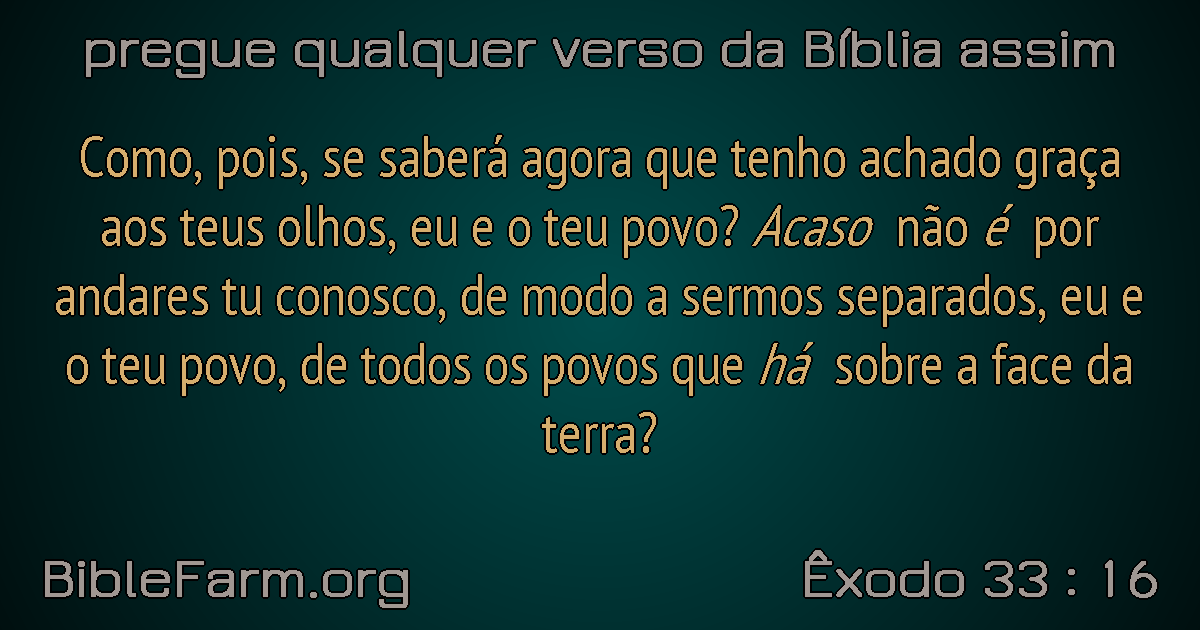 pregue qualquer verso da Bíblia assim
Como, pois, se saberá agora que tenho achado graça
aos teus olhos, eu e o teu povo? Acaso não é por
andares tu conosco, de modo a sermos separados, eu e
o teu povo, de todos os povos que há sobre a face da
terra?
BibleFarm.org
Êxodo 33 : 16